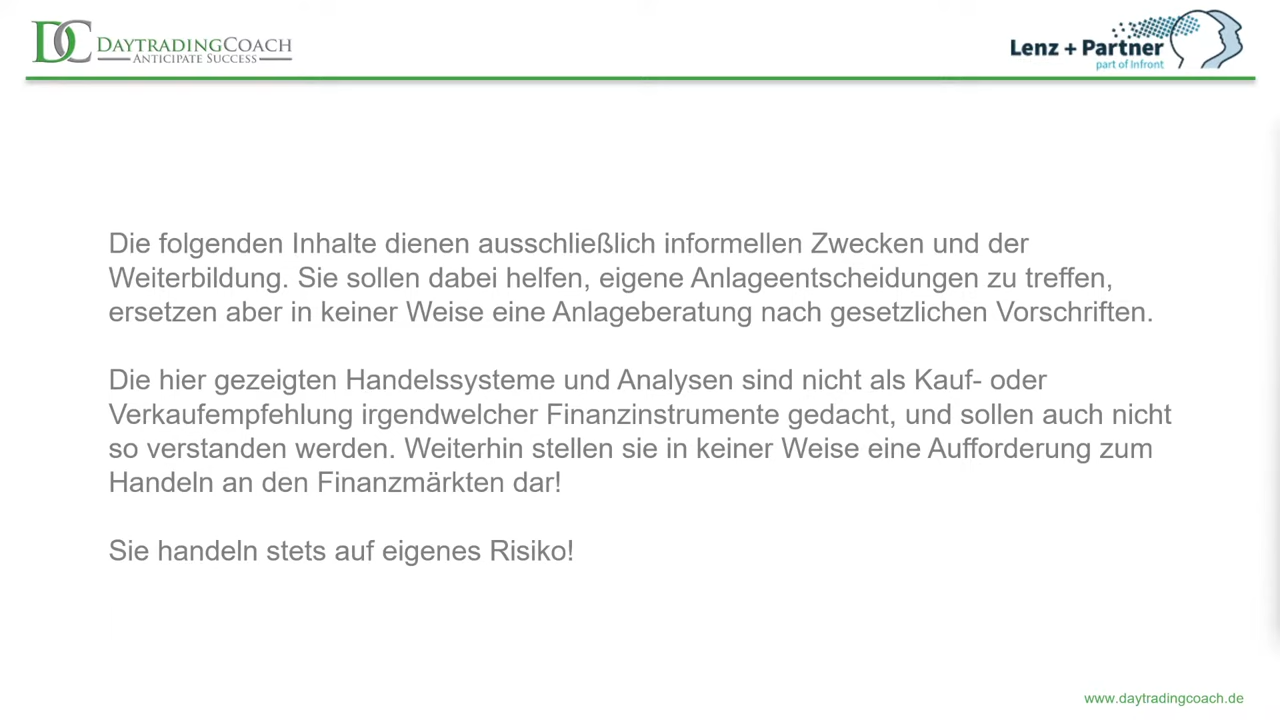 DC DAYTRADINGCOACH
ANTICIPATE SUCCESS
Lenz + Partner
part of Infront
Die folgenden Inhalte dienen ausschließlich informellen Zwecken und der
Weiterbildung. Sie sollen dabei helfen, eigene Anlageentscheidungen zu treffen,
ersetzen aber in keiner Weise eine Anlageberatung nach gesetzlichen Vorschriften.
Die hier gezeigten Handelssysteme und Analysen sind nicht als Kauf- oder
Verkaufempfehlung irgendwelcher Finanzinstrumente gedacht, und sollen auch nicht
so verstanden werden. Weiterhin stellen sie in keiner Weise eine Aufforderung zum
Handeln an den Finanzmärkten dar!
Sie handeln stets auf eigenes Risiko!
www.daytradingcoach.de